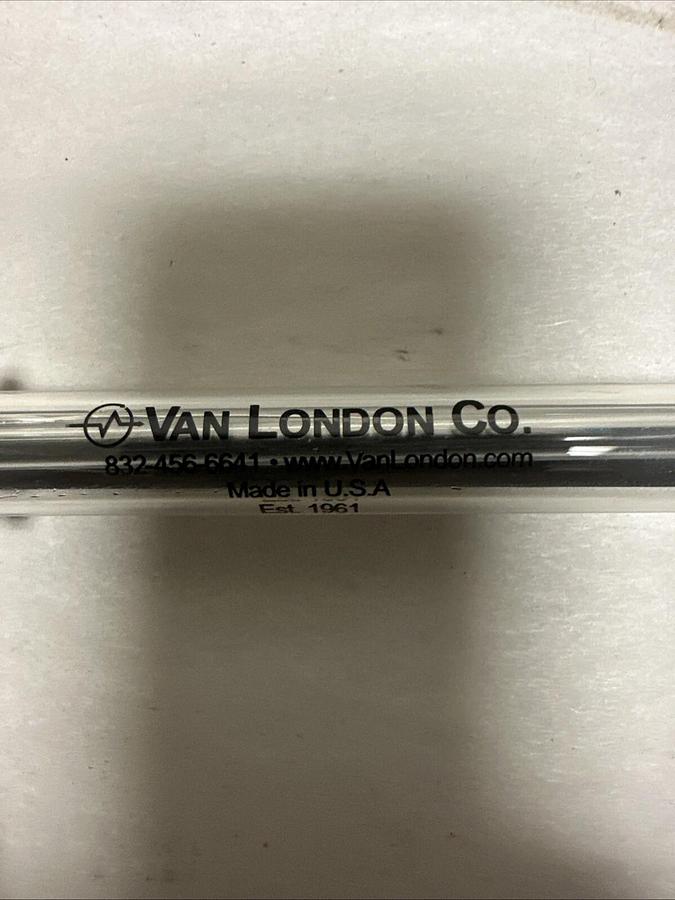 VAN LONDON CO.
832-456-6641 • www.VanLondon.com
Made in U.S.A
Est. 1961